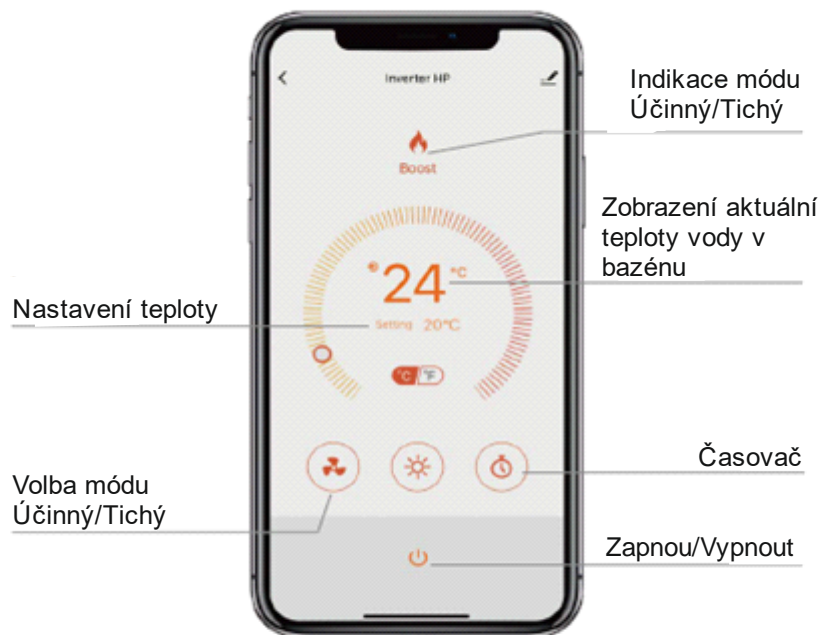 Inverter HP
Indikace módu
Účinný/Tichý
Boost
Zobrazení aktuální
teploty vody v
bazénu
24 °C
Nastavení teploty
Setting 20°C
°C °F
Časovač
Volba módu
Účinný/Tichý
Zapnou/Vypnout